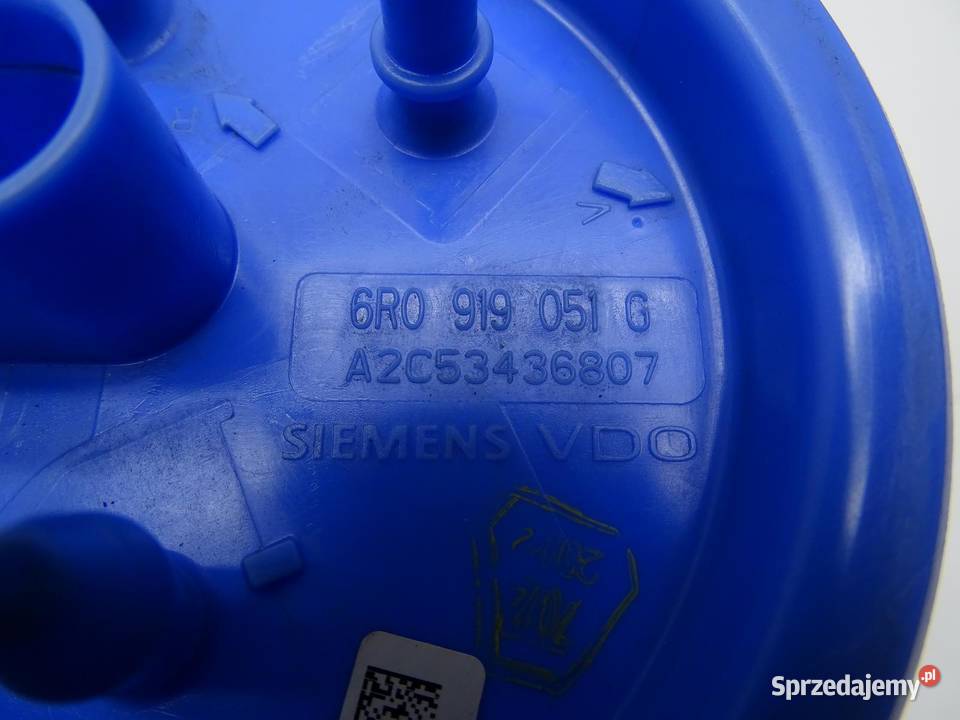 R
V
6R0 919 051 G
A2C53436807
SIEMENS VDO
Sprzedajemy.pl